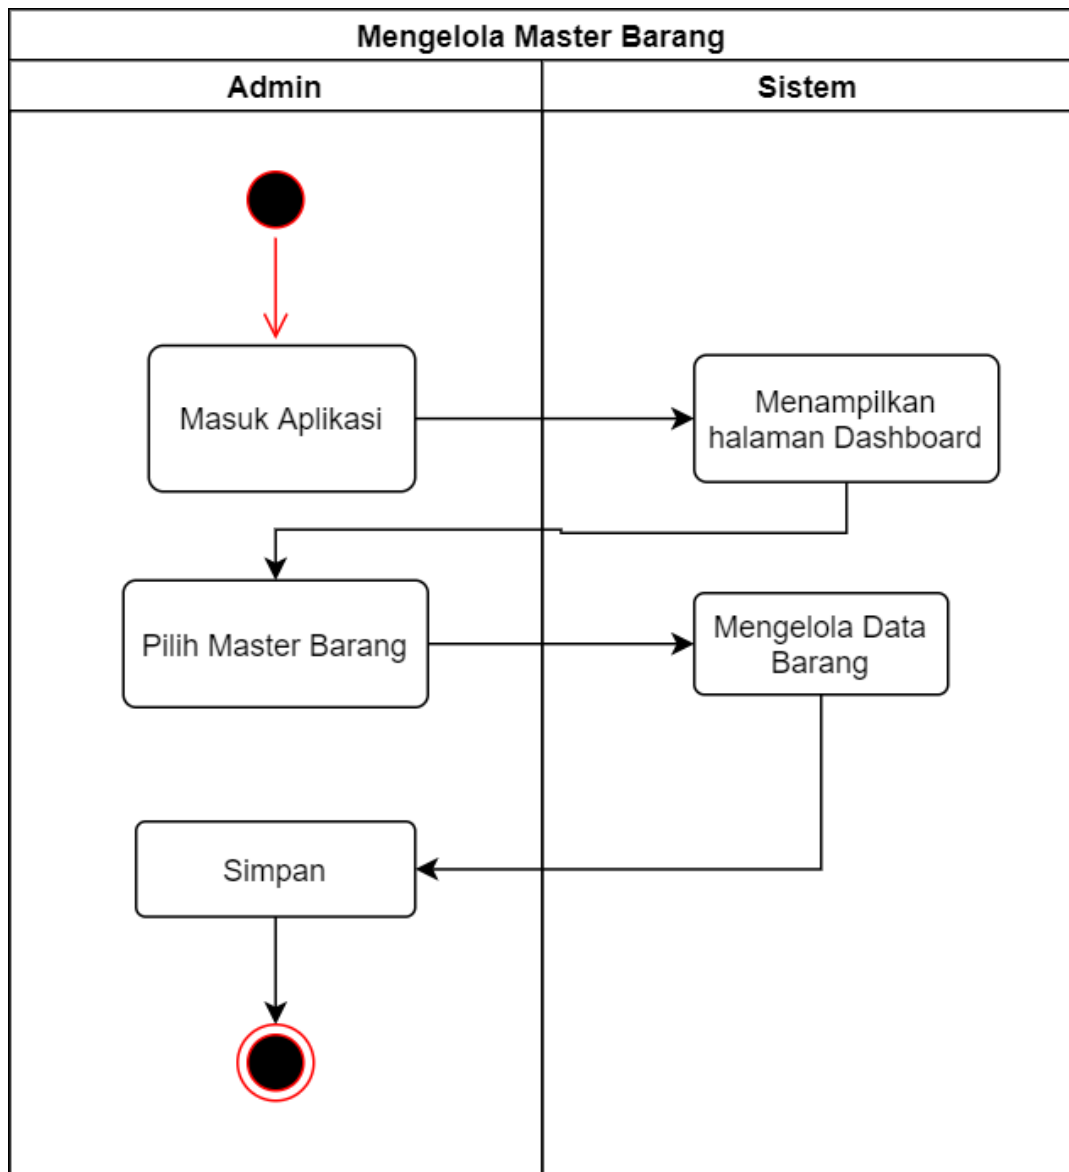 Mengelola Master Barang
Admin
Sistem
Masuk Aplikasi
Menampilkan
halaman Dashboard
Pilih Master Barang
Mengelola Data
Barang
Simpan